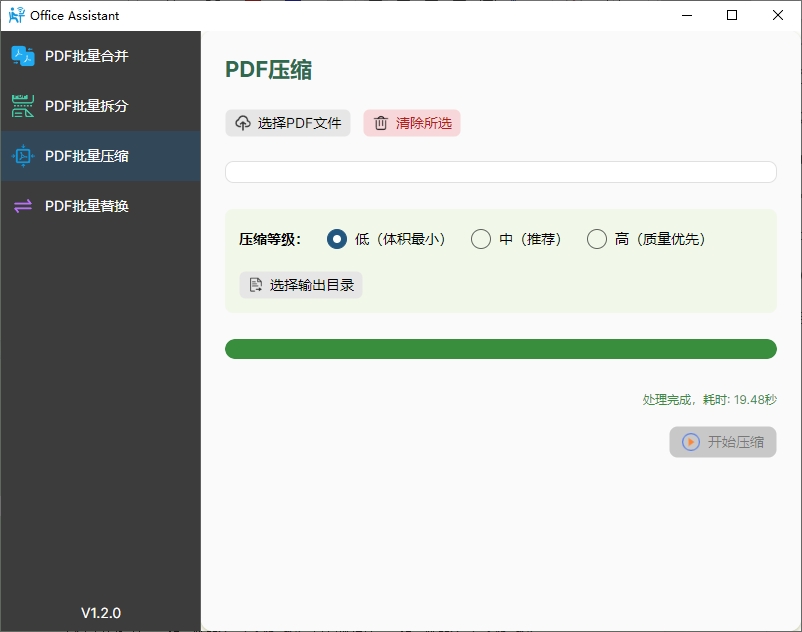 Office Assistant
PDF批量合并
PDF批量拆分
PDF批量压缩
PDF批量替换
V1.2.0
PDF压缩
选择PDF文件 清除所选
压缩等级： 低（体积最小） 中（推荐） 高（质量优先）
选择输出目录
处理完成，耗时: 19.48秒
开始压缩